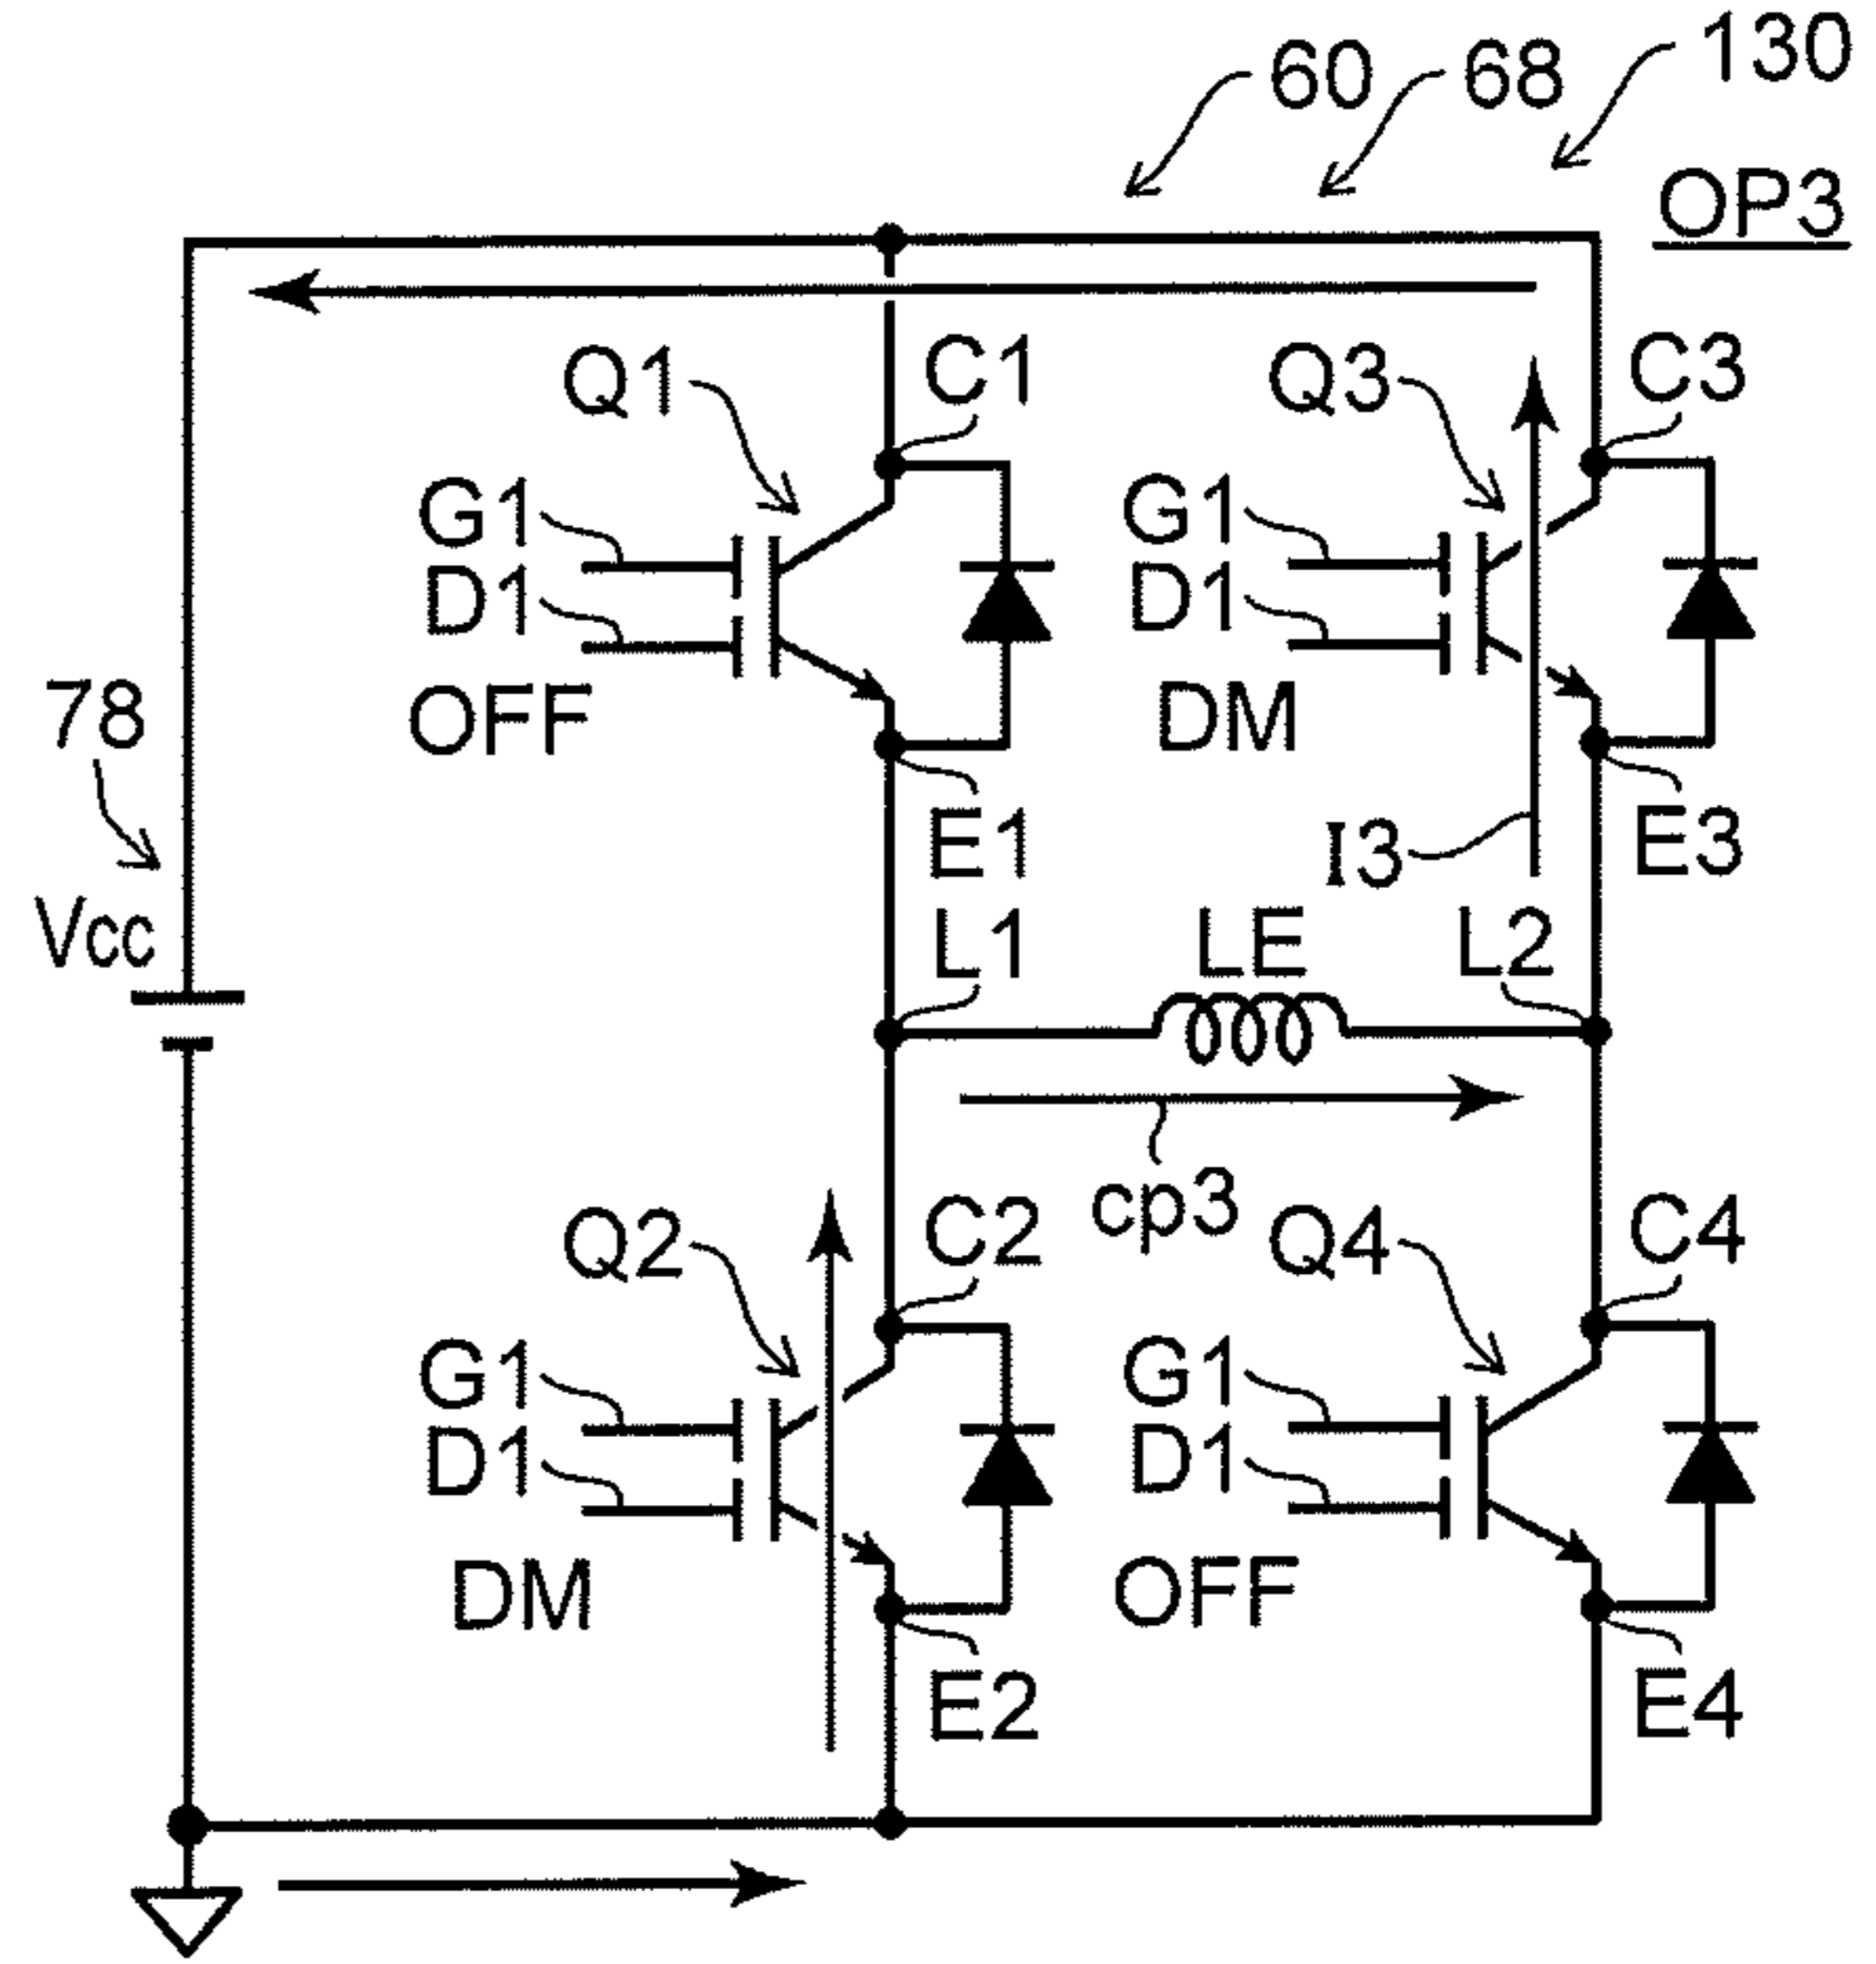 60 68 130
OP3
Q1 C1 Q3 C3
G1 G1
D1 D1
OFF DM
78
E1 I3 E3
Vcc L1 LE L2
cp3
Q2 C2 Q4 C4
G1 G1
D1 D1
DM OFF
E2 E4